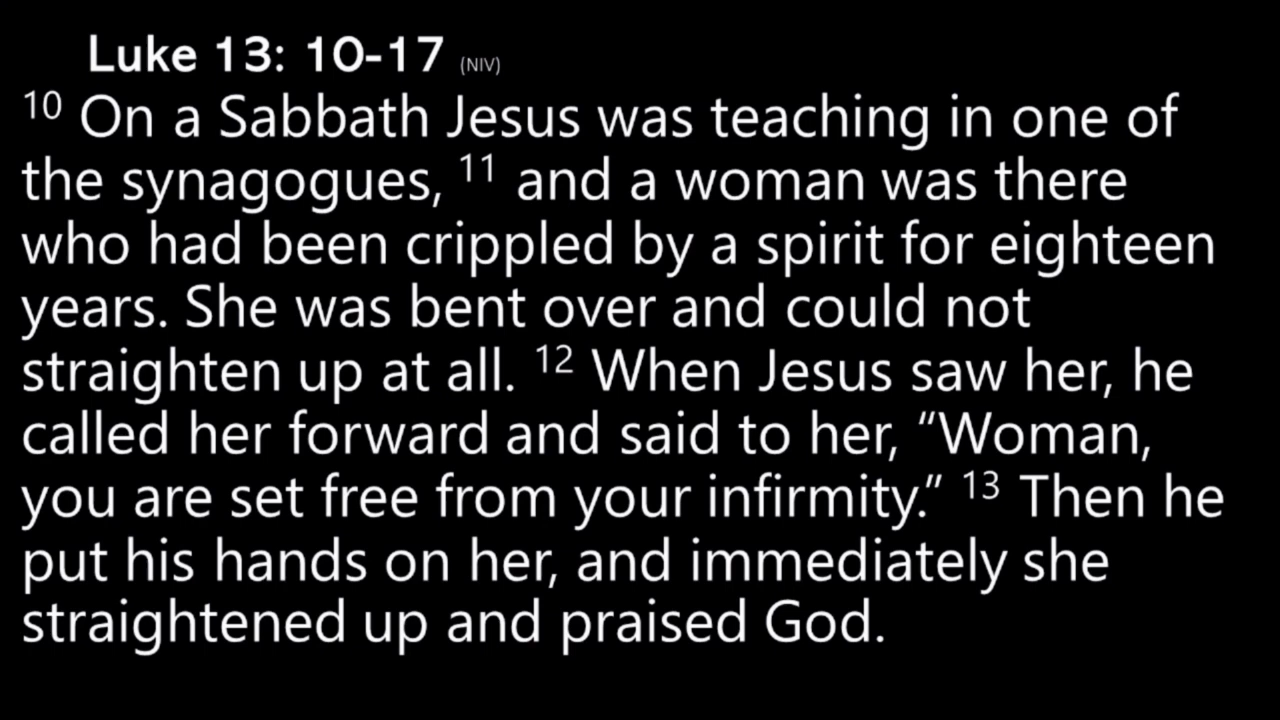 Luke 13: 10-17 (NIV)
10 On a Sabbath Jesus was teaching in one of
the synagogues, 11 and a woman was there
who had been crippled by a spirit for eighteen
years. She was bent over and could not
straighten up at all. 12 When Jesus saw her, he
called her forward and said to her, “Woman,
you are set free from your infirmity.” 13 Then he
put his hands on her, and immediately she
straightened up and praised God.